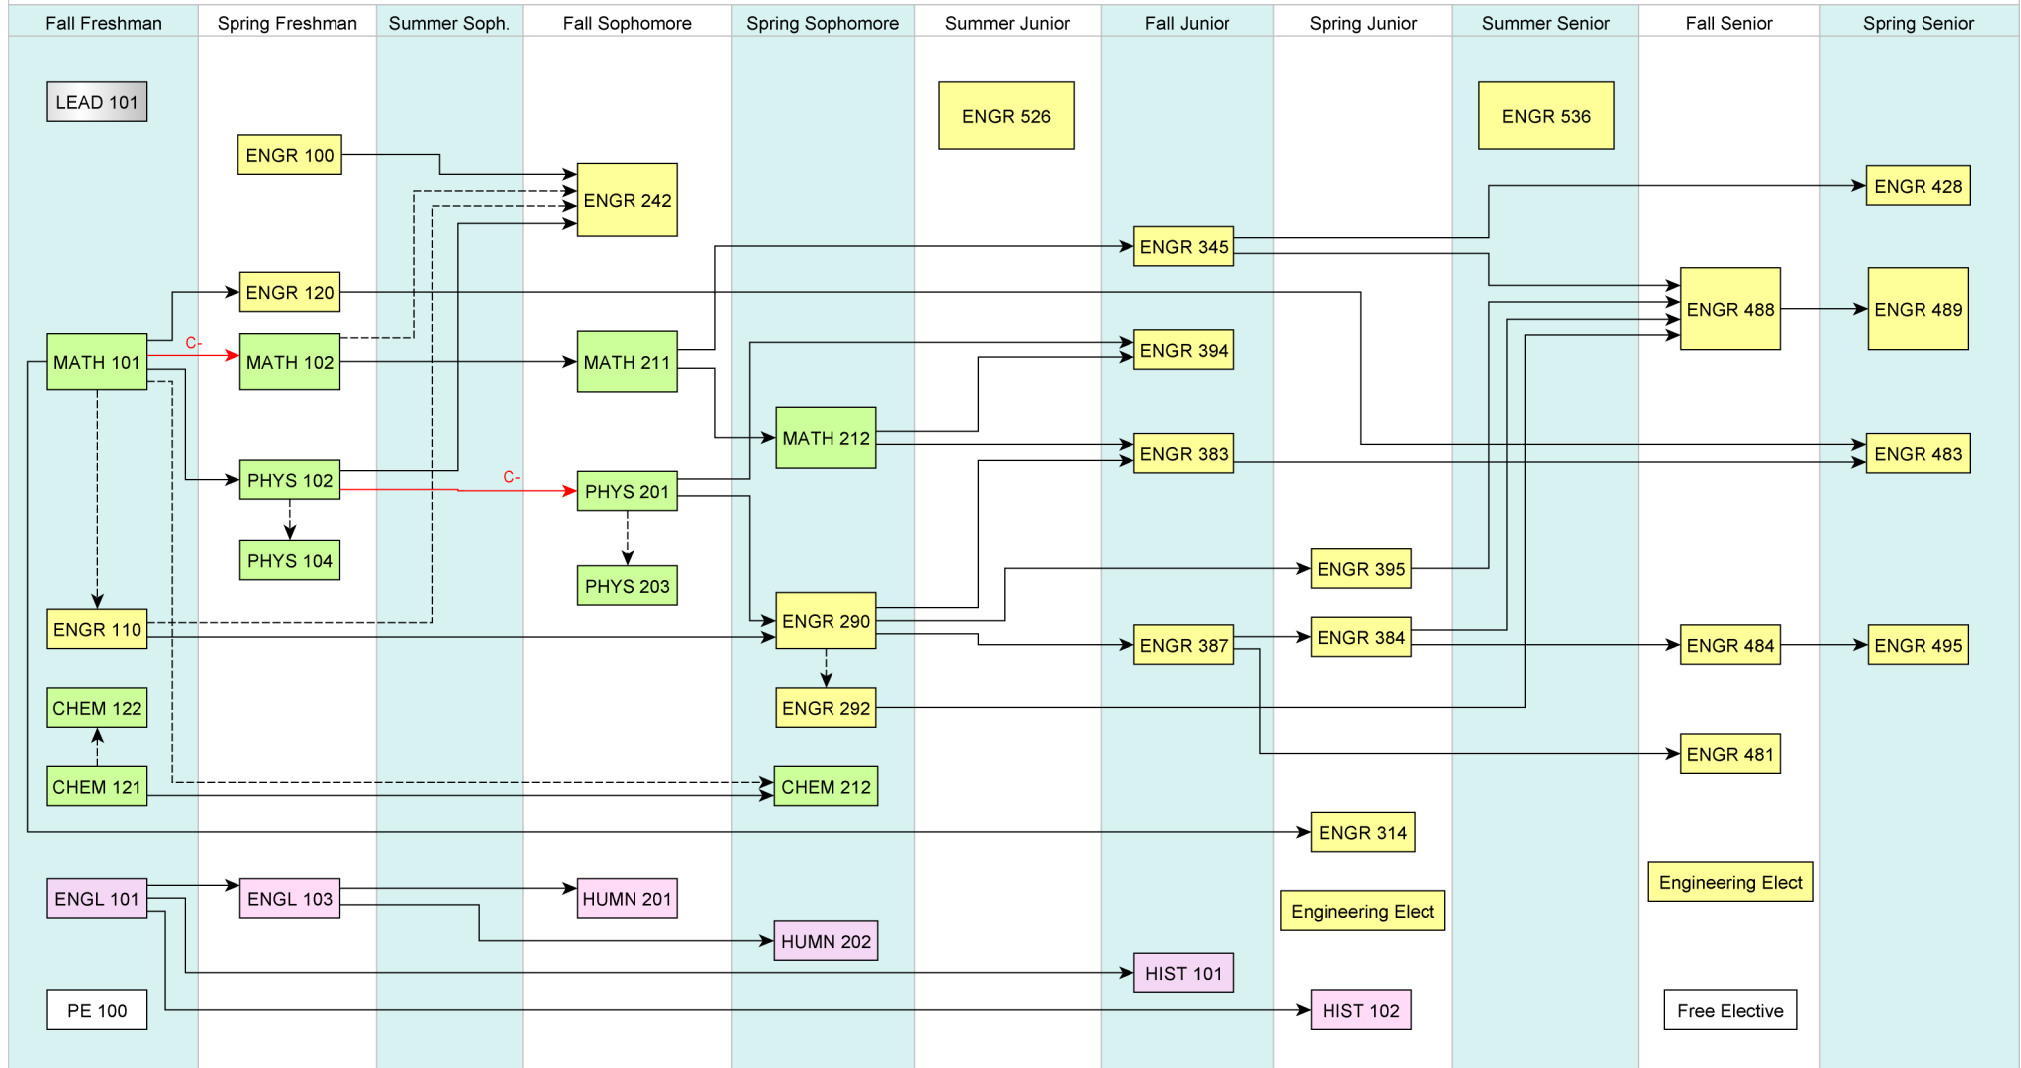 Fall Freshman
Spring Freshman
Summer Soph.
Fall Sophomore
Spring Sophomore
Summer Junior
Fall Junior
Spring Junior
Summer Senior
Fall Senior
Spring Senior
LEAD 101
ENGR 526
ENGR 536
ENGR 100
ENGR 242
ENGR 428
ENGR 345
ENGR 120
ENGR 488
ENGR 489
C-
MATH 101
MATH 102
MATH 211
ENGR 394
MATH 212
ENGR 383
ENGR 483
PHYS 102
C-
PHYS 201
PHYS 104
ENGR 395
PHYS 203
ENGR 110
ENGR 290
ENGR 387
ENGR 384
ENGR 484
ENGR 495
CHEM 122
ENGR 292
ENGR 481
CHEM 121
CHEM 212
ENGR 314
Engineering Elect
ENGL 101
ENGL 103
HUMN 201
Engineering Elect
HUMN 202
HIST 101
PE 100
HIST 102
Free Elective